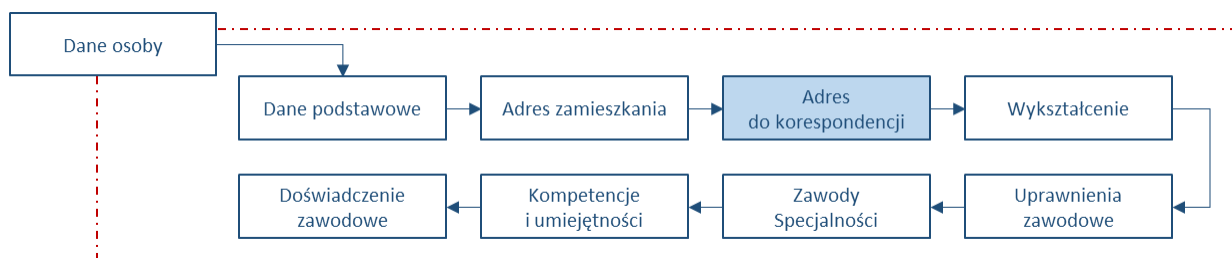 Dane osoby
Dane podstawowe
Adres zamieszkania
Adres
do korespondencji
Wykształcenie
Doświadczenie
zawodowe
Kompetencje
i umiejętności
Zawody
Specjalności
Uprawnienia
zawodowe